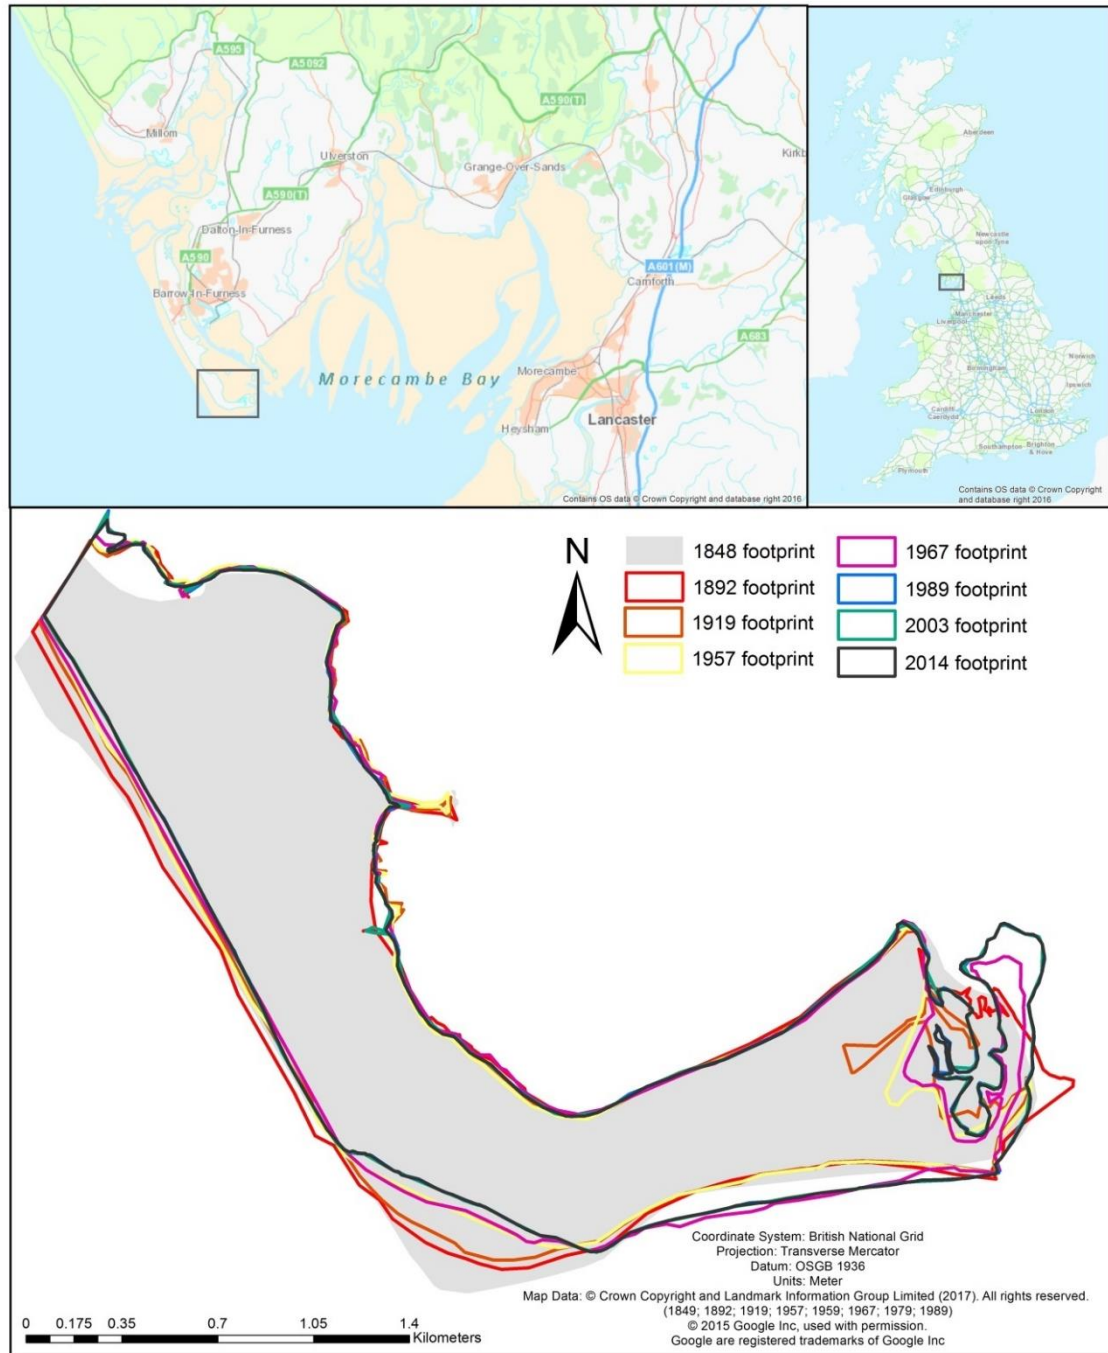 A595
A5092
Millom
A590(T)
Ulverston
Grange-Over-Sands
Kirkb
A590(T)
Dalton-In-Furness
A590
A601(M)
Barrow-In-Furness
Carnforth
A683
Morecambe Bay
Morecambe
Lancaster
Heysham
Contains OS data © Crown Copyright and database right 2016
Aberdeen
Edinburgh
Glasgow
Newcastle
upon Tyne
Leeds
Manchester
Liverpool
Norwich
Birmingham
Ipswich
Cardiff
Caerdydd
London
Southampton
Brighton
& Hove
Plymouth
Contains OS data © Crown Copyright
and database right 2016
N
1848 footprint
1892 footprint
1919 footprint
1957 footprint
1967 footprint
1989 footprint
2003 footprint
2014 footprint
Coordinate System: British National Grid
Projection: Transverse Mercator
Datum: OSGB 1936
Units: Meter
Map Data: © Crown Copyright and Landmark Information Group Limited (2017). All rights reserved.
(1849; 1892; 1919; 1957; 1959; 1967; 1979; 1989)
© 2015 Google Inc, used with permission.
Google are registered trademarks of Google Inc
0 0.175 0.35 0.7 1.05 1.4
Kilometers